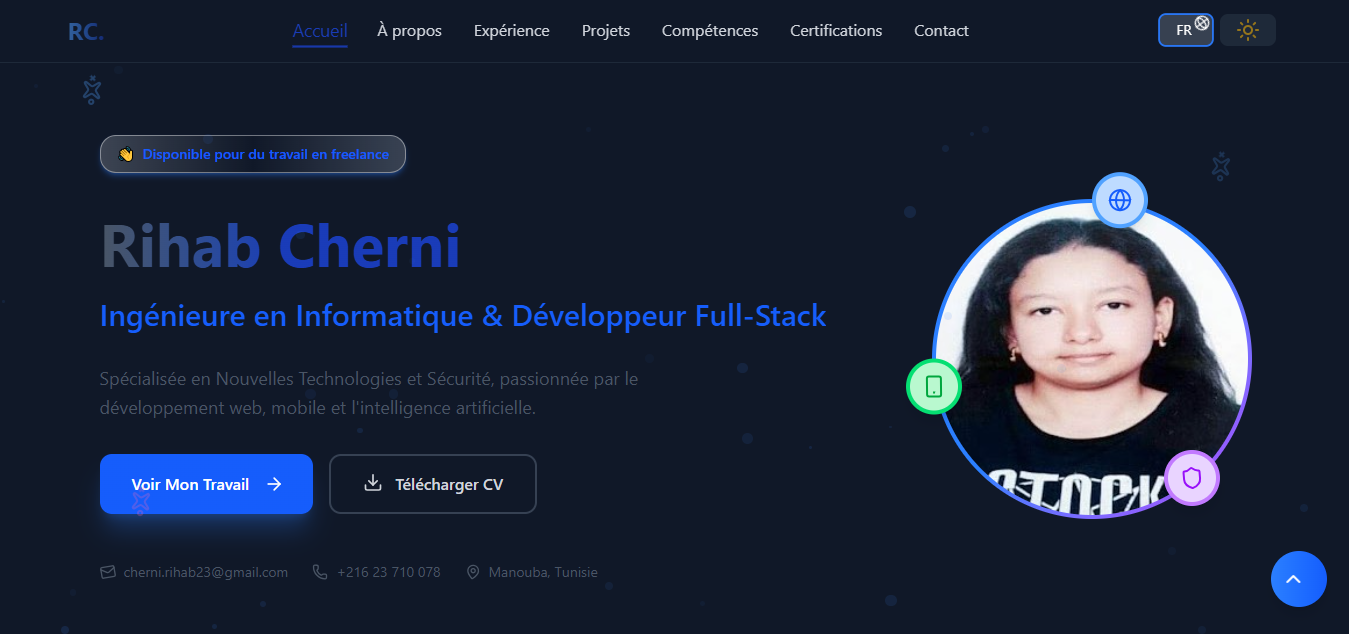 RC.
Accueil
À propos
Expérience
Projets
Compétences
Certifications
Contact
FR
👋 Disponible pour du travail en freelance
Rihab Cherni
Ingénieure en Informatique & Développeur Full-Stack
Spécialisée en Nouvelles Technologies et Sécurité, passionnée par le
développement web, mobile et l'intelligence artificielle.
Voir Mon Travail
Télécharger CV
cherni.rihab23@gmail.com
+216 23 710 078
Manouba, Tunisie